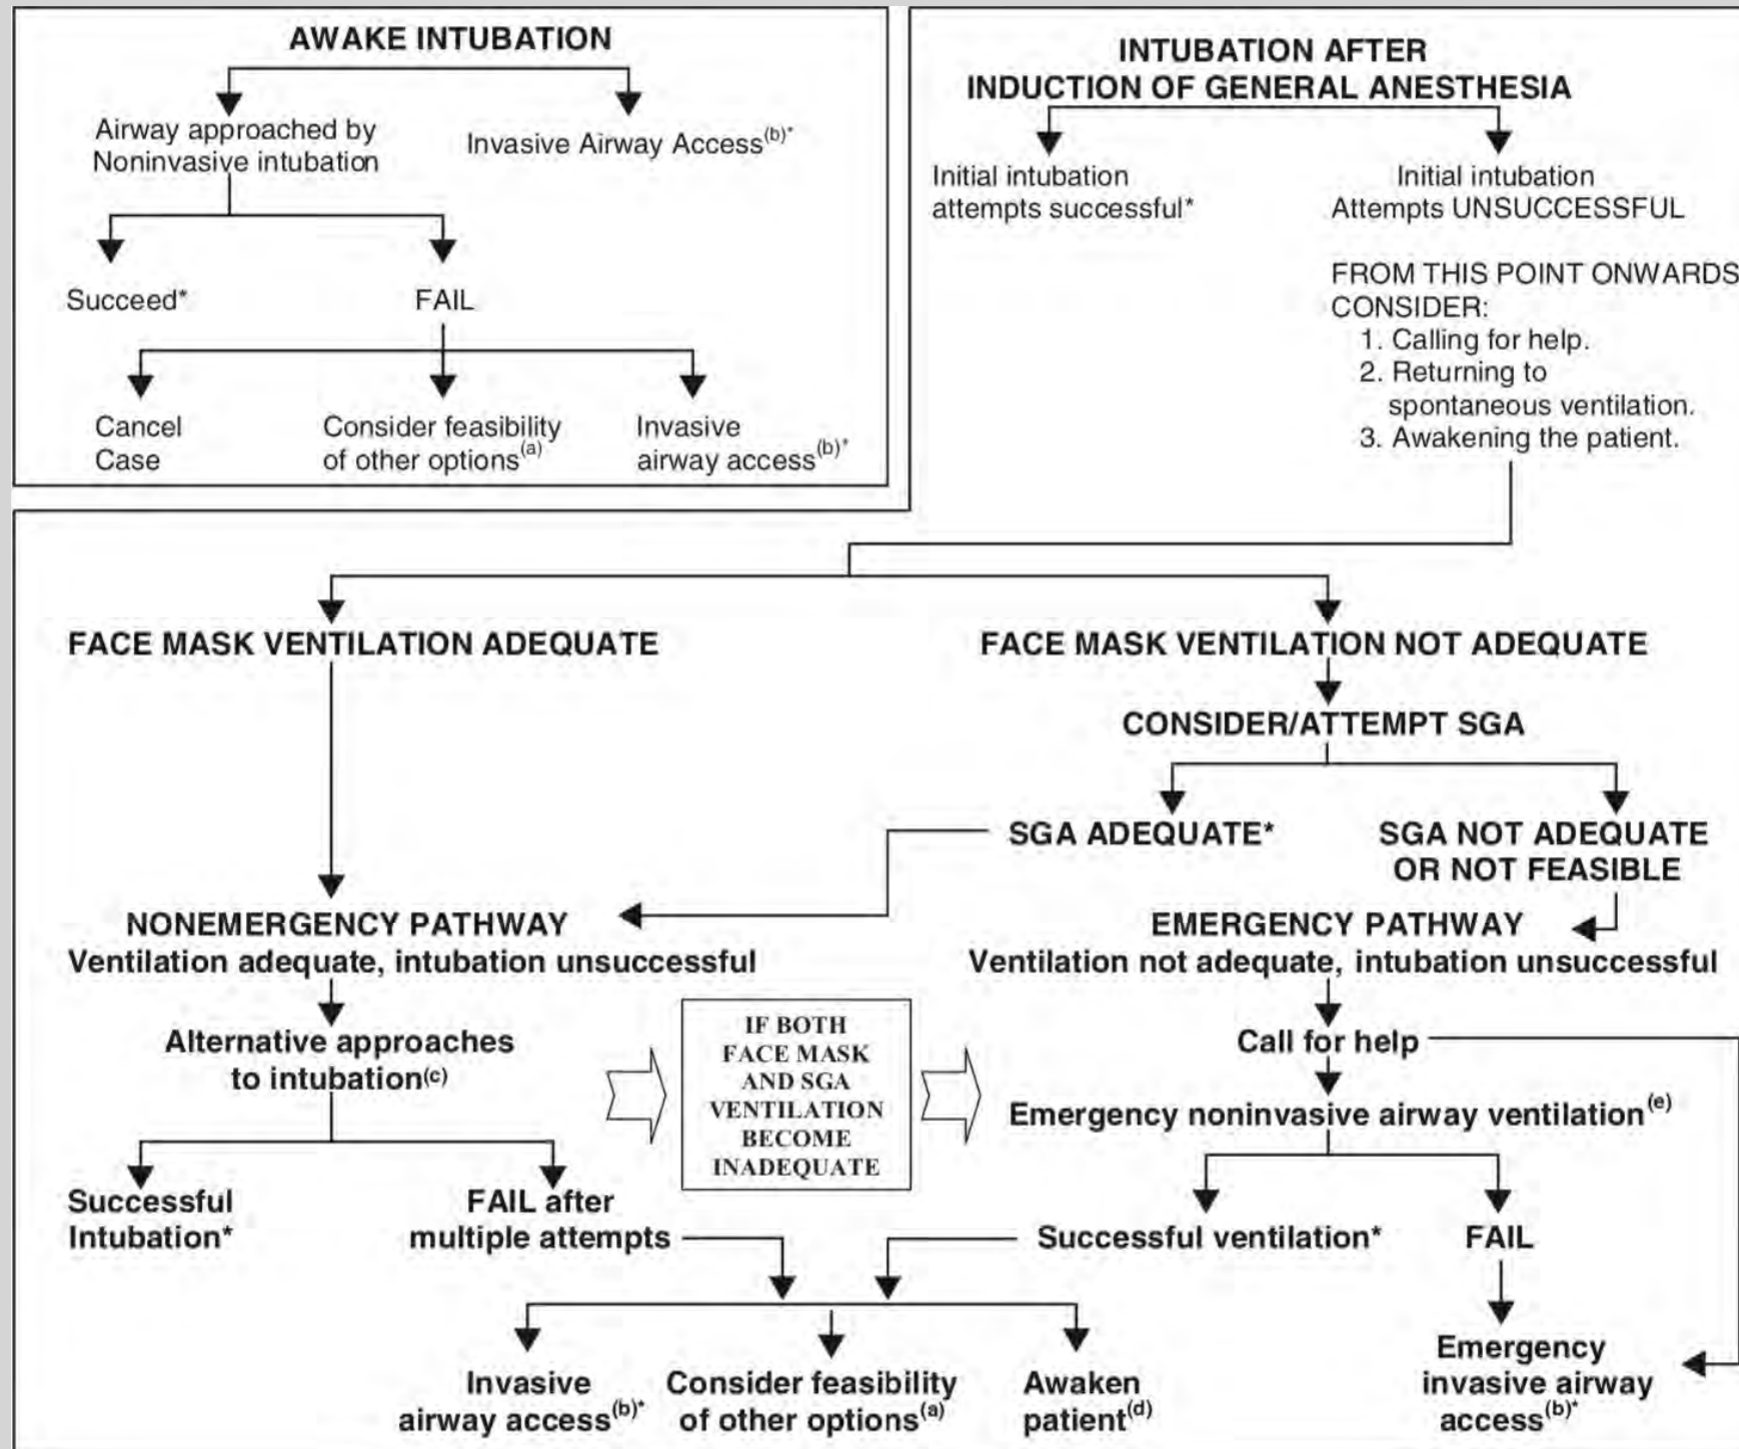 AWAKE INTUBATION
Airway approached by
Noninvasive intubation
Invasive Airway Access(b)*
Succeed*
FAIL
Cancel
Case
Consider feasibility
of other options(a)
Invasive
airway access(b)*
INTUBATION AFTER
INDUCTION OF GENERAL ANESTHESIA
Initial intubation
attempts successful*
Initial intubation
Attempts UNSUCCESSFUL
FROM THIS POINT ONWARDS
CONSIDER:
1. Calling for help.
2. Returning to
spontaneous ventilation.
3. Awakening the patient.
FACE MASK VENTILATION ADEQUATE
FACE MASK VENTILATION NOT ADEQUATE
CONSIDER/ATTEMPT SGA
SGA ADEQUATE*
SGA NOT ADEQUATE
OR NOT FEASIBLE
NONEMERGENCY PATHWAY
Ventilation adequate, intubation unsuccessful
EMERGENCY PATHWAY
Ventilation not adequate, intubation unsuccessful
Alternative approaches
to intubation(c)
IF BOTH
FACE MASK
AND SGA
VENTILATION
BECOME
INADEQUATE
Call for help
Emergency noninvasive airway ventilation(e)
Successful
Intubation*
FAIL after
multiple attempts
Successful ventilation*
FAIL
Invasive
airway access(b)*
Consider feasibility
of other options(a)
Awaken
patient(d)
Emergency
invasive airway
access(b)*